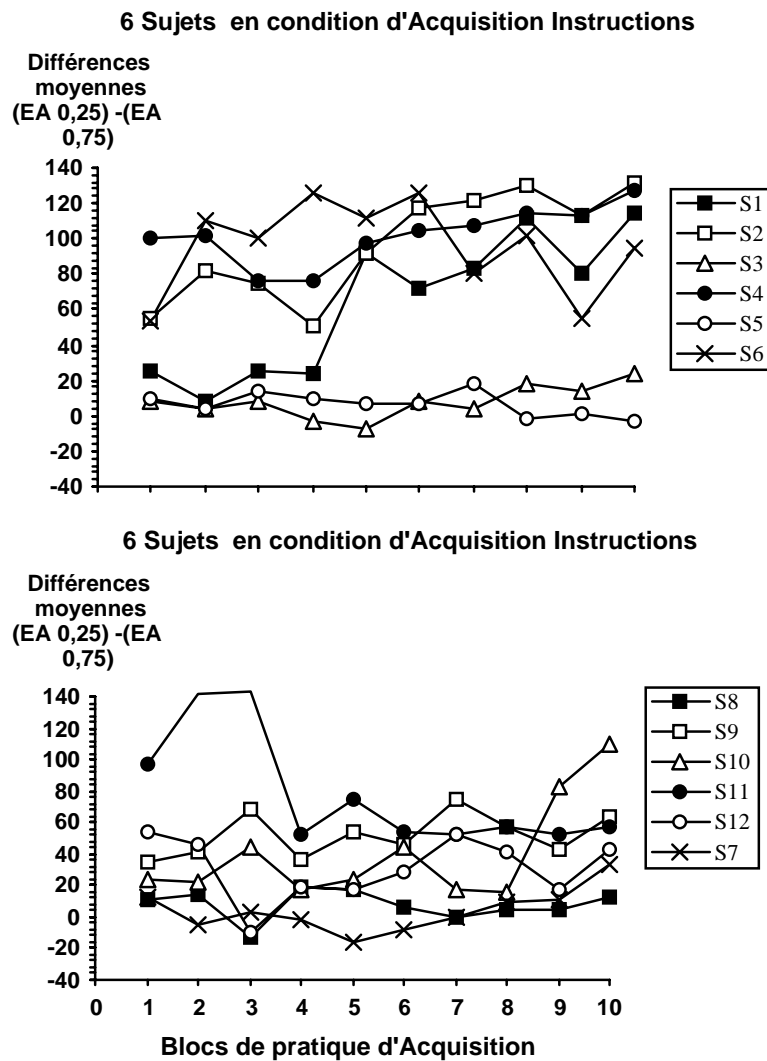 6 Sujets en condition d'Acquisition Instructions
Différences
moyennes
(EA 0,25) -(EA
0,75)
140
120
100
80
60
40
20
0
-20
-40
S1
S2
S3
S4
S5
S6
6 Sujets en condition d'Acquisition Instructions
Différences
moyennes
(EA 0,25) -(EA
0,75)
140
120
100
80
60
40
20
0
-20
-40
S8
S9
S10
S11
S12
S7
0 1 2 3 4 5 6 7 8 9 10
Blocs de pratique d'Acquisition